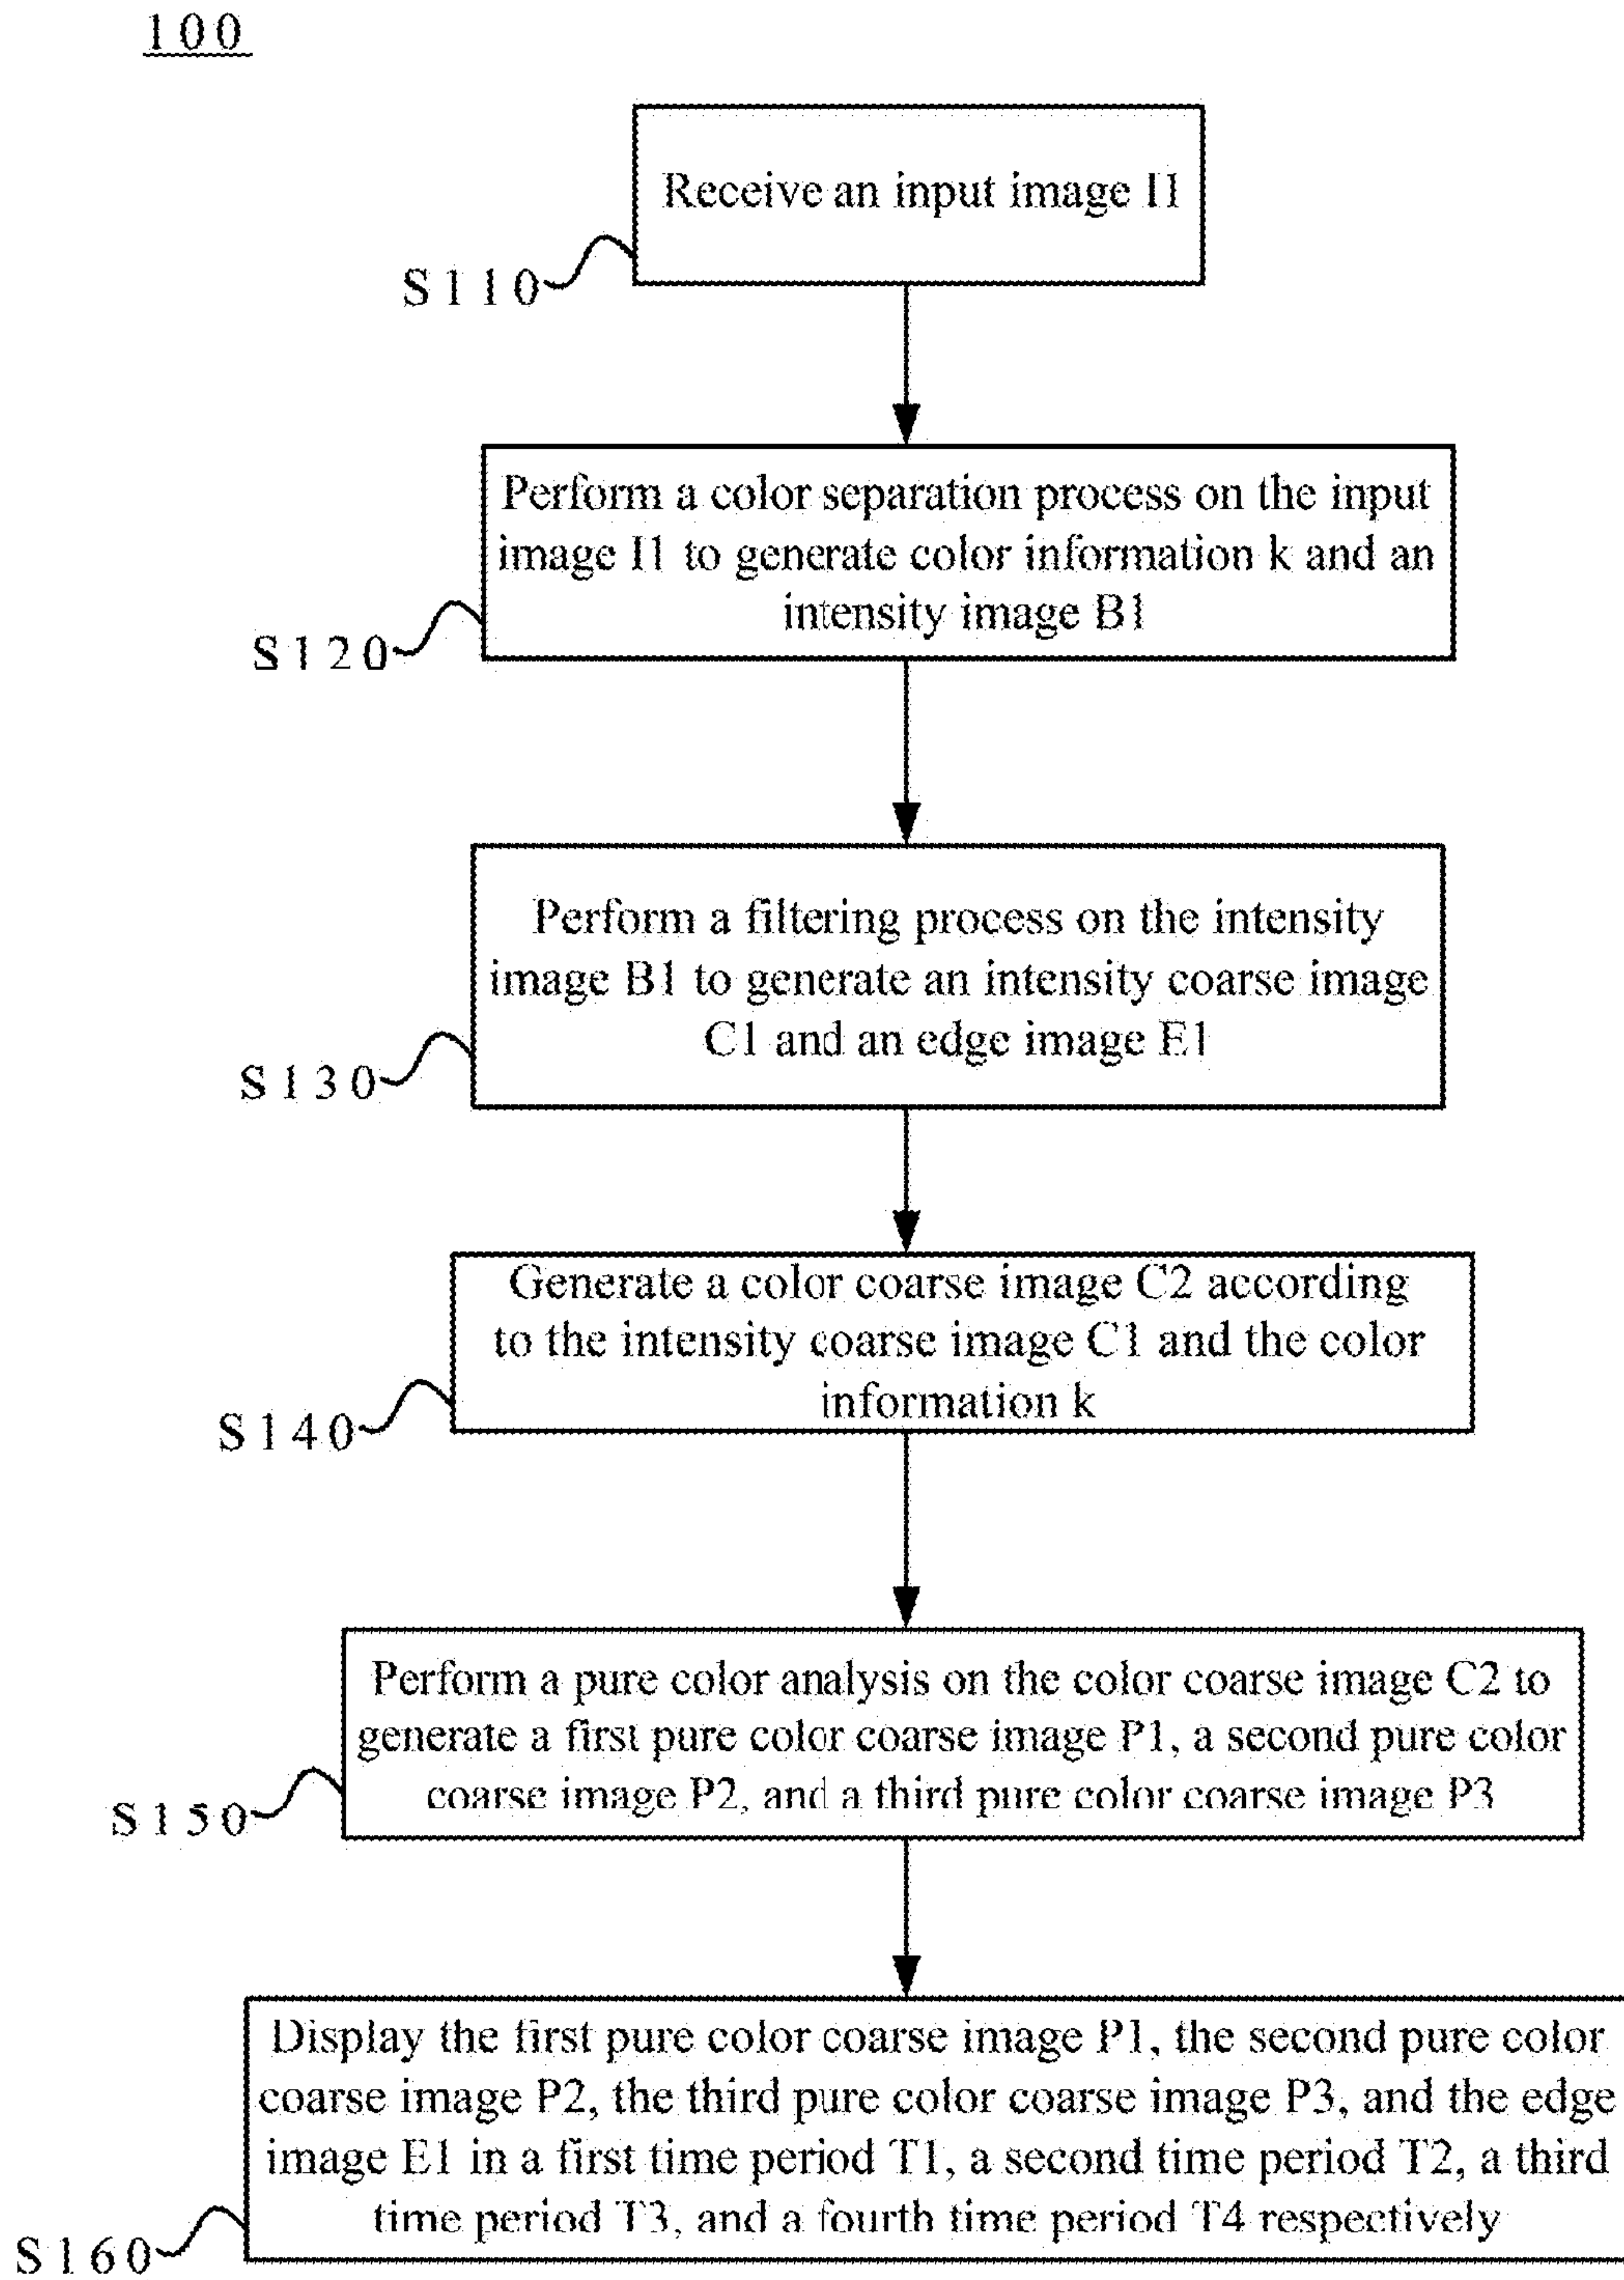 100
Receive an input image I1
S110
Perform a color separation process on the input
image I1 to generate color information k and an
intensity image B1
S120
Perform a filtering process on the intensity
image B1 to generate an intensity coarse image
C1 and an edge image E1
S130
Generate a color coarse image C2 according
to the intensity coarse image C1 and the color
information k
S140
Perform a pure color analysis on the color coarse image C2 to
generate a first pure color coarse image P1, a second pure color
coarse image P2, and a third pure color coarse image P3
S150
Display the first pure color coarse image P1, the second pure color
coarse image P2, the third pure color coarse image P3, and the edge
image E1 in a first time period T1, a second time period T2, a third
time period T3, and a fourth time period T4 respectively
S160